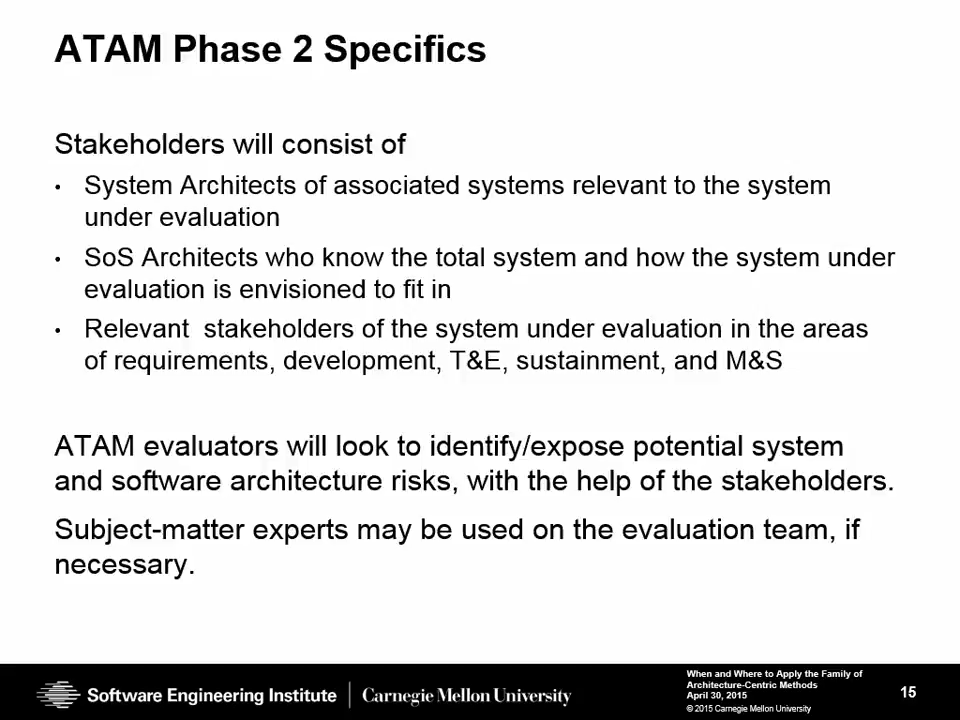 ATAM Phase 2 Specifics
Stakeholders will consist of
• System Architects of associated systems relevant to the system
under evaluation
• SoS Architects who know the total system and how the system under
evaluation is envisioned to fit in
• Relevant stakeholders of the system under evaluation in the areas
of requirements, development, T&E, sustainment, and M&S
ATAM evaluators will look to identify/expose potential system
and software architecture risks, with the help of the stakeholders.
Subject-matter experts may be used on the evaluation team, if
necessary.
Software Engineering Institute | Carnegie Mellon University
When and Where to Apply the Family of
Architecture-Centric Methods
April 30, 2015
© 2015 Carnegie Mellon University
15